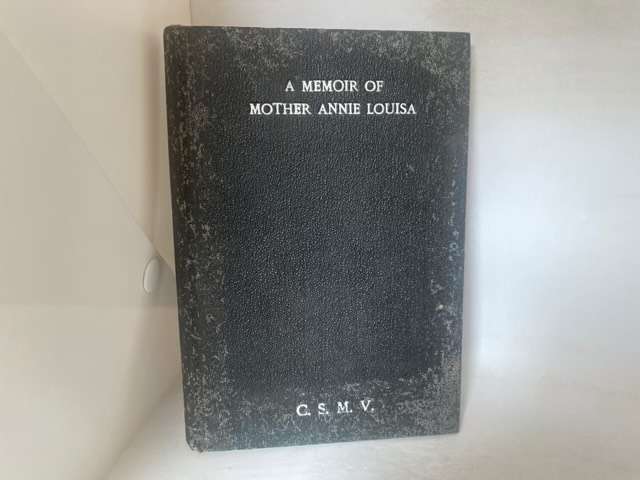 A MEMOIR OF
MOTHER ANNIE LOUISA
C. S. M. V.